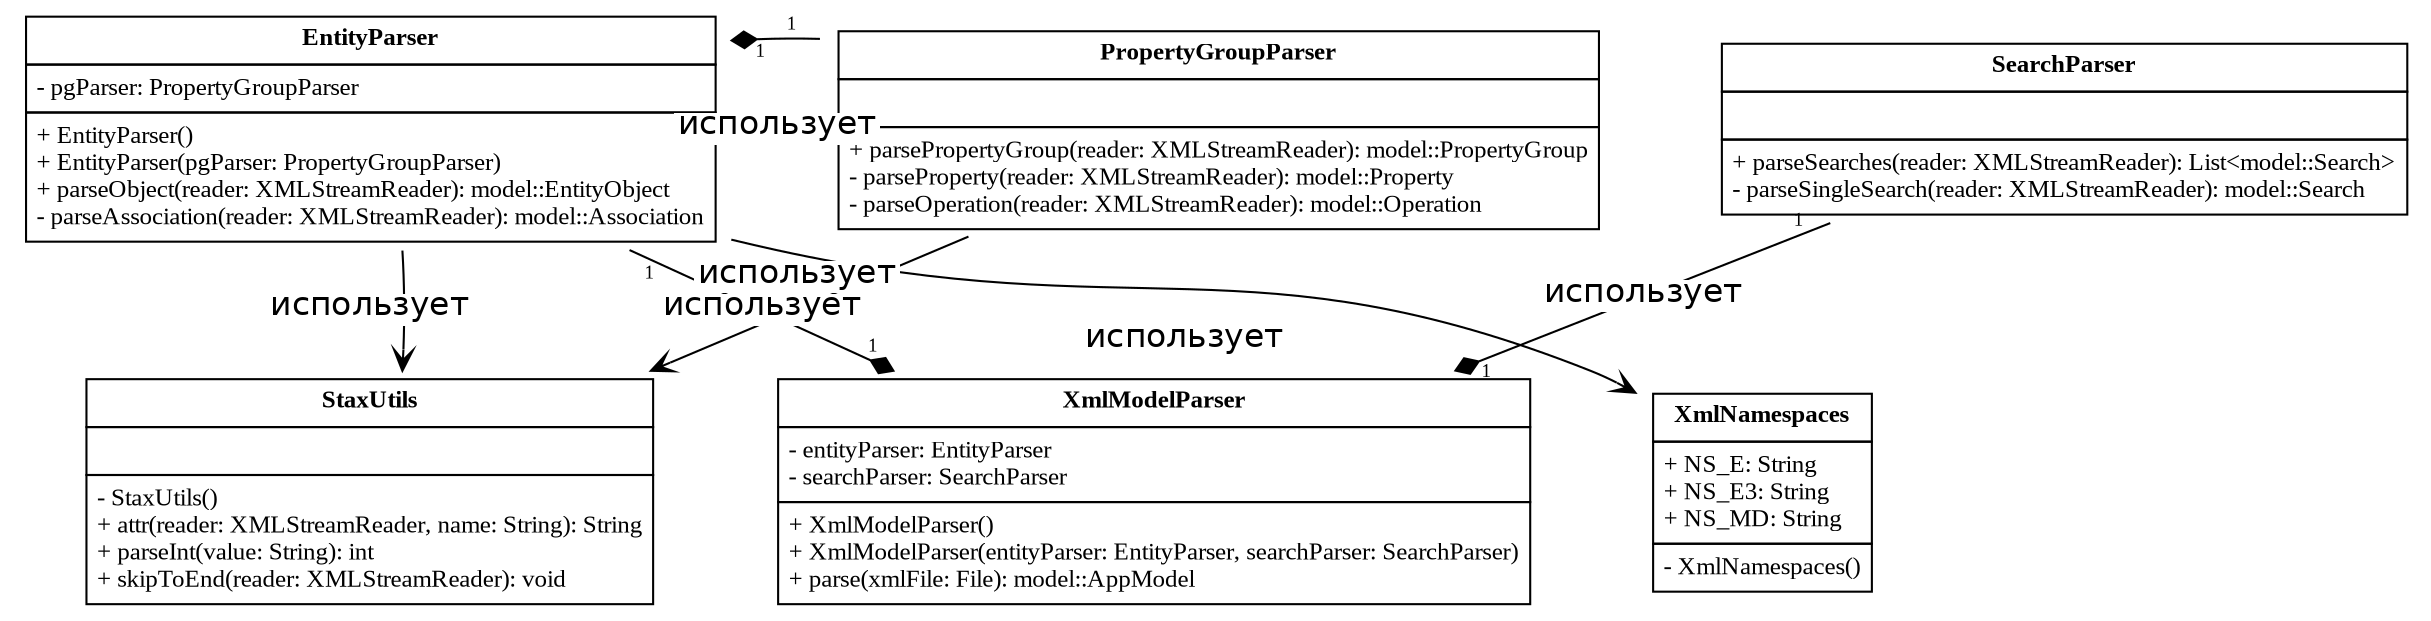 EntityParser
- pgParser: PropertyGroupParser
+ EntityParser()
+ EntityParser(pgParser: PropertyGroupParser)
+ parseObject(reader: XMLStreamReader): model::EntityObject
- parseAssociation(reader: XMLStreamReader): model::Association
1
1
использует
PropertyGroupParser
+ parsePropertyGroup(reader: XMLStreamReader): model::PropertyGroup
- parseProperty(reader: XMLStreamReader): model::Property
- parseOperation(reader: XMLStreamReader): model::Operation
SearchParser
+ parseSearches(reader: XMLStreamReader): List<model::Search>
- parseSingleSearch(reader: XMLStreamReader): model::Search
использует
1
использует
использует
1
использует
1
использует
1
StaxUtils
- StaxUtils()
+ attr(reader: XMLStreamReader, name: String): String
+ parseInt(value: String): int
+ skipToEnd(reader: XMLStreamReader): void
XmlModelParser
- entityParser: EntityParser
- searchParser: SearchParser
+ XmlModelParser()
+ XmlModelParser(entityParser: EntityParser, searchParser: SearchParser)
+ parse(xmlFile: File): model::AppModel
XmlNamespaces
+ NS_E: String
+ NS_E3: String
+ NS_MD: String
- XmlNamespaces()